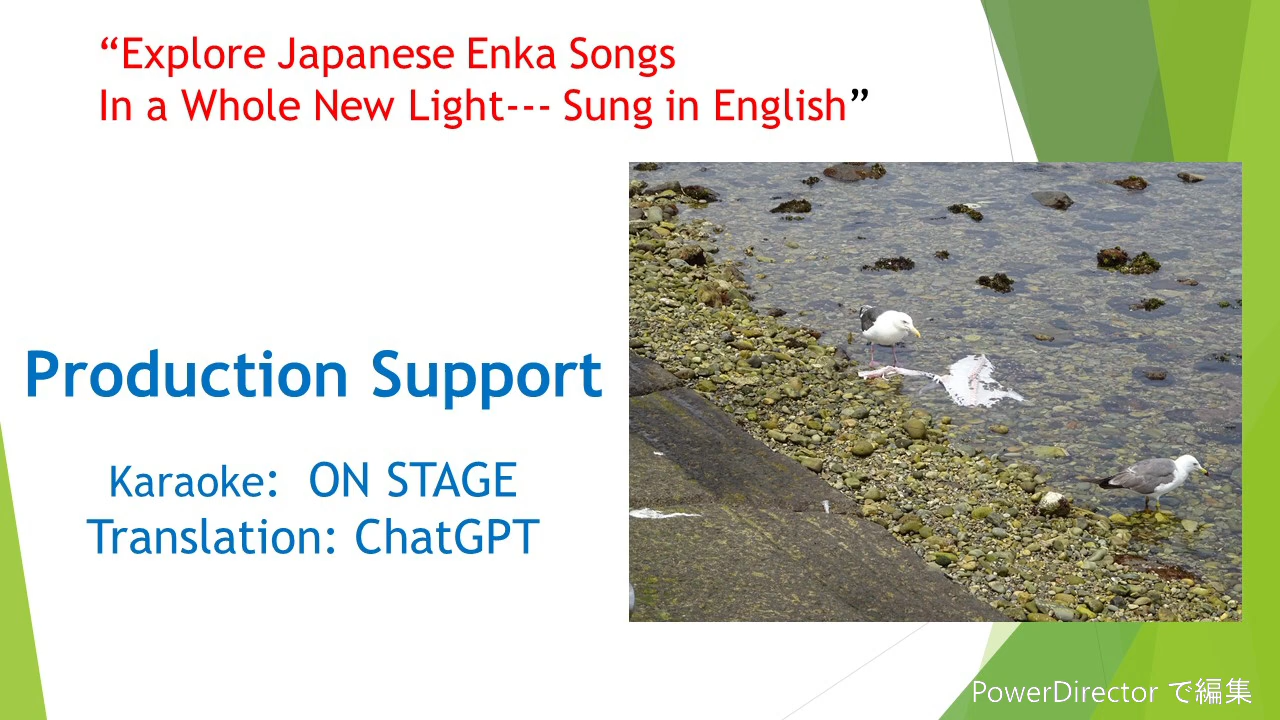 “Explore Japanese Enka Songs
In a Whole New Light--- Sung in English”
Production Support
Karaoke:  ON STAGE
Translation: ChatGPT
PowerDirector で編集